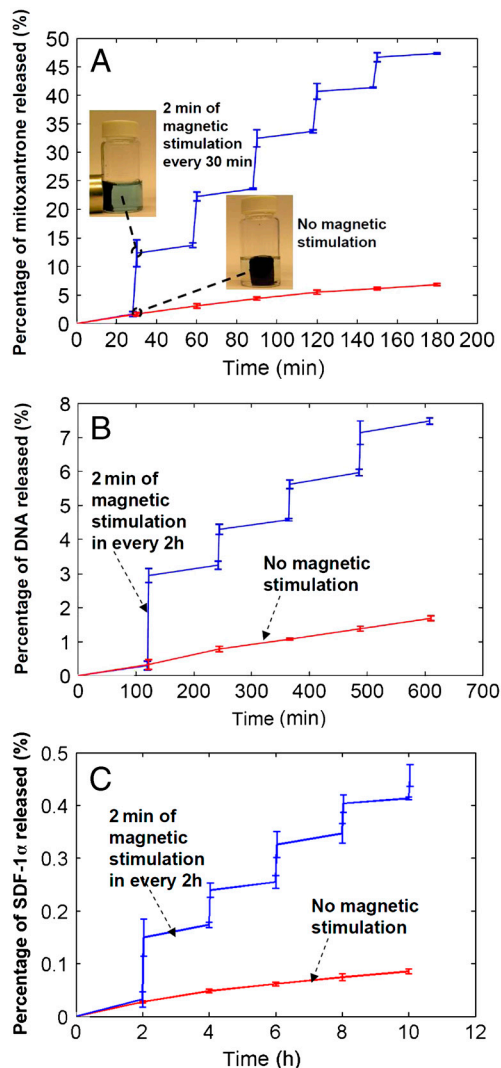 A
Percentage of mitoxantrone released (%)
50
45
40
35
30
25
20
15
10
5
0
2 min of
magnetic
stimulation
every 30 min
No magnetic
stimulation
0 20 40 60 80 100 120 140 160 180 200
Time (min)
B
Percentage of DNA released (%)
8
7
6
5
4
3
2
1
0
2 min of
magnetic
stimulation
in every 2h
No magnetic
stimulation
0 100 200 300 400 500 600 700
Time (min)
C
Percentage of SDF-1α released (%)
0.5
0.4
0.3
0.2
0.1
0
2 min of
magnetic
stimulation
in every 2h
No magnetic
stimulation
0 2 4 6 8 10 12
Time (h)